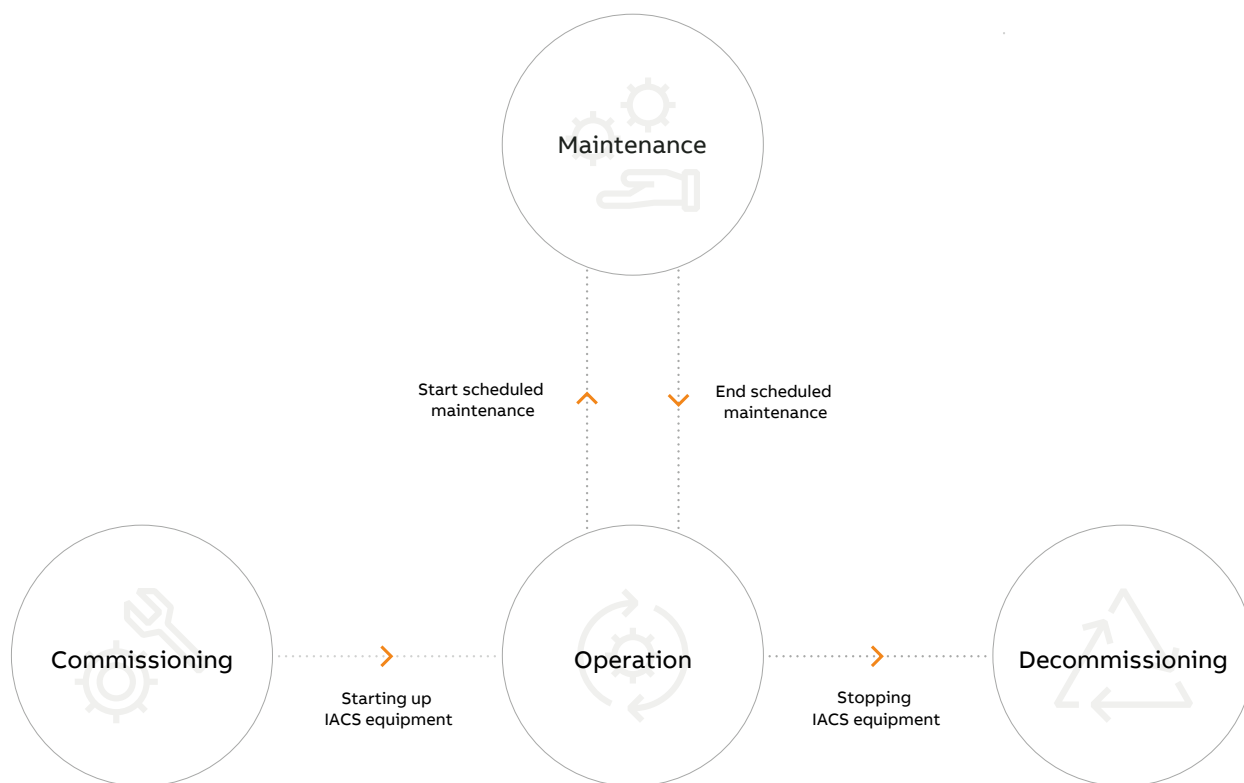 Maintenance
Start scheduled
maintenance
End scheduled
maintenance
Commissioning
Operation
Decommissioning
Starting up
IACS equipment
Stopping
IACS equipment